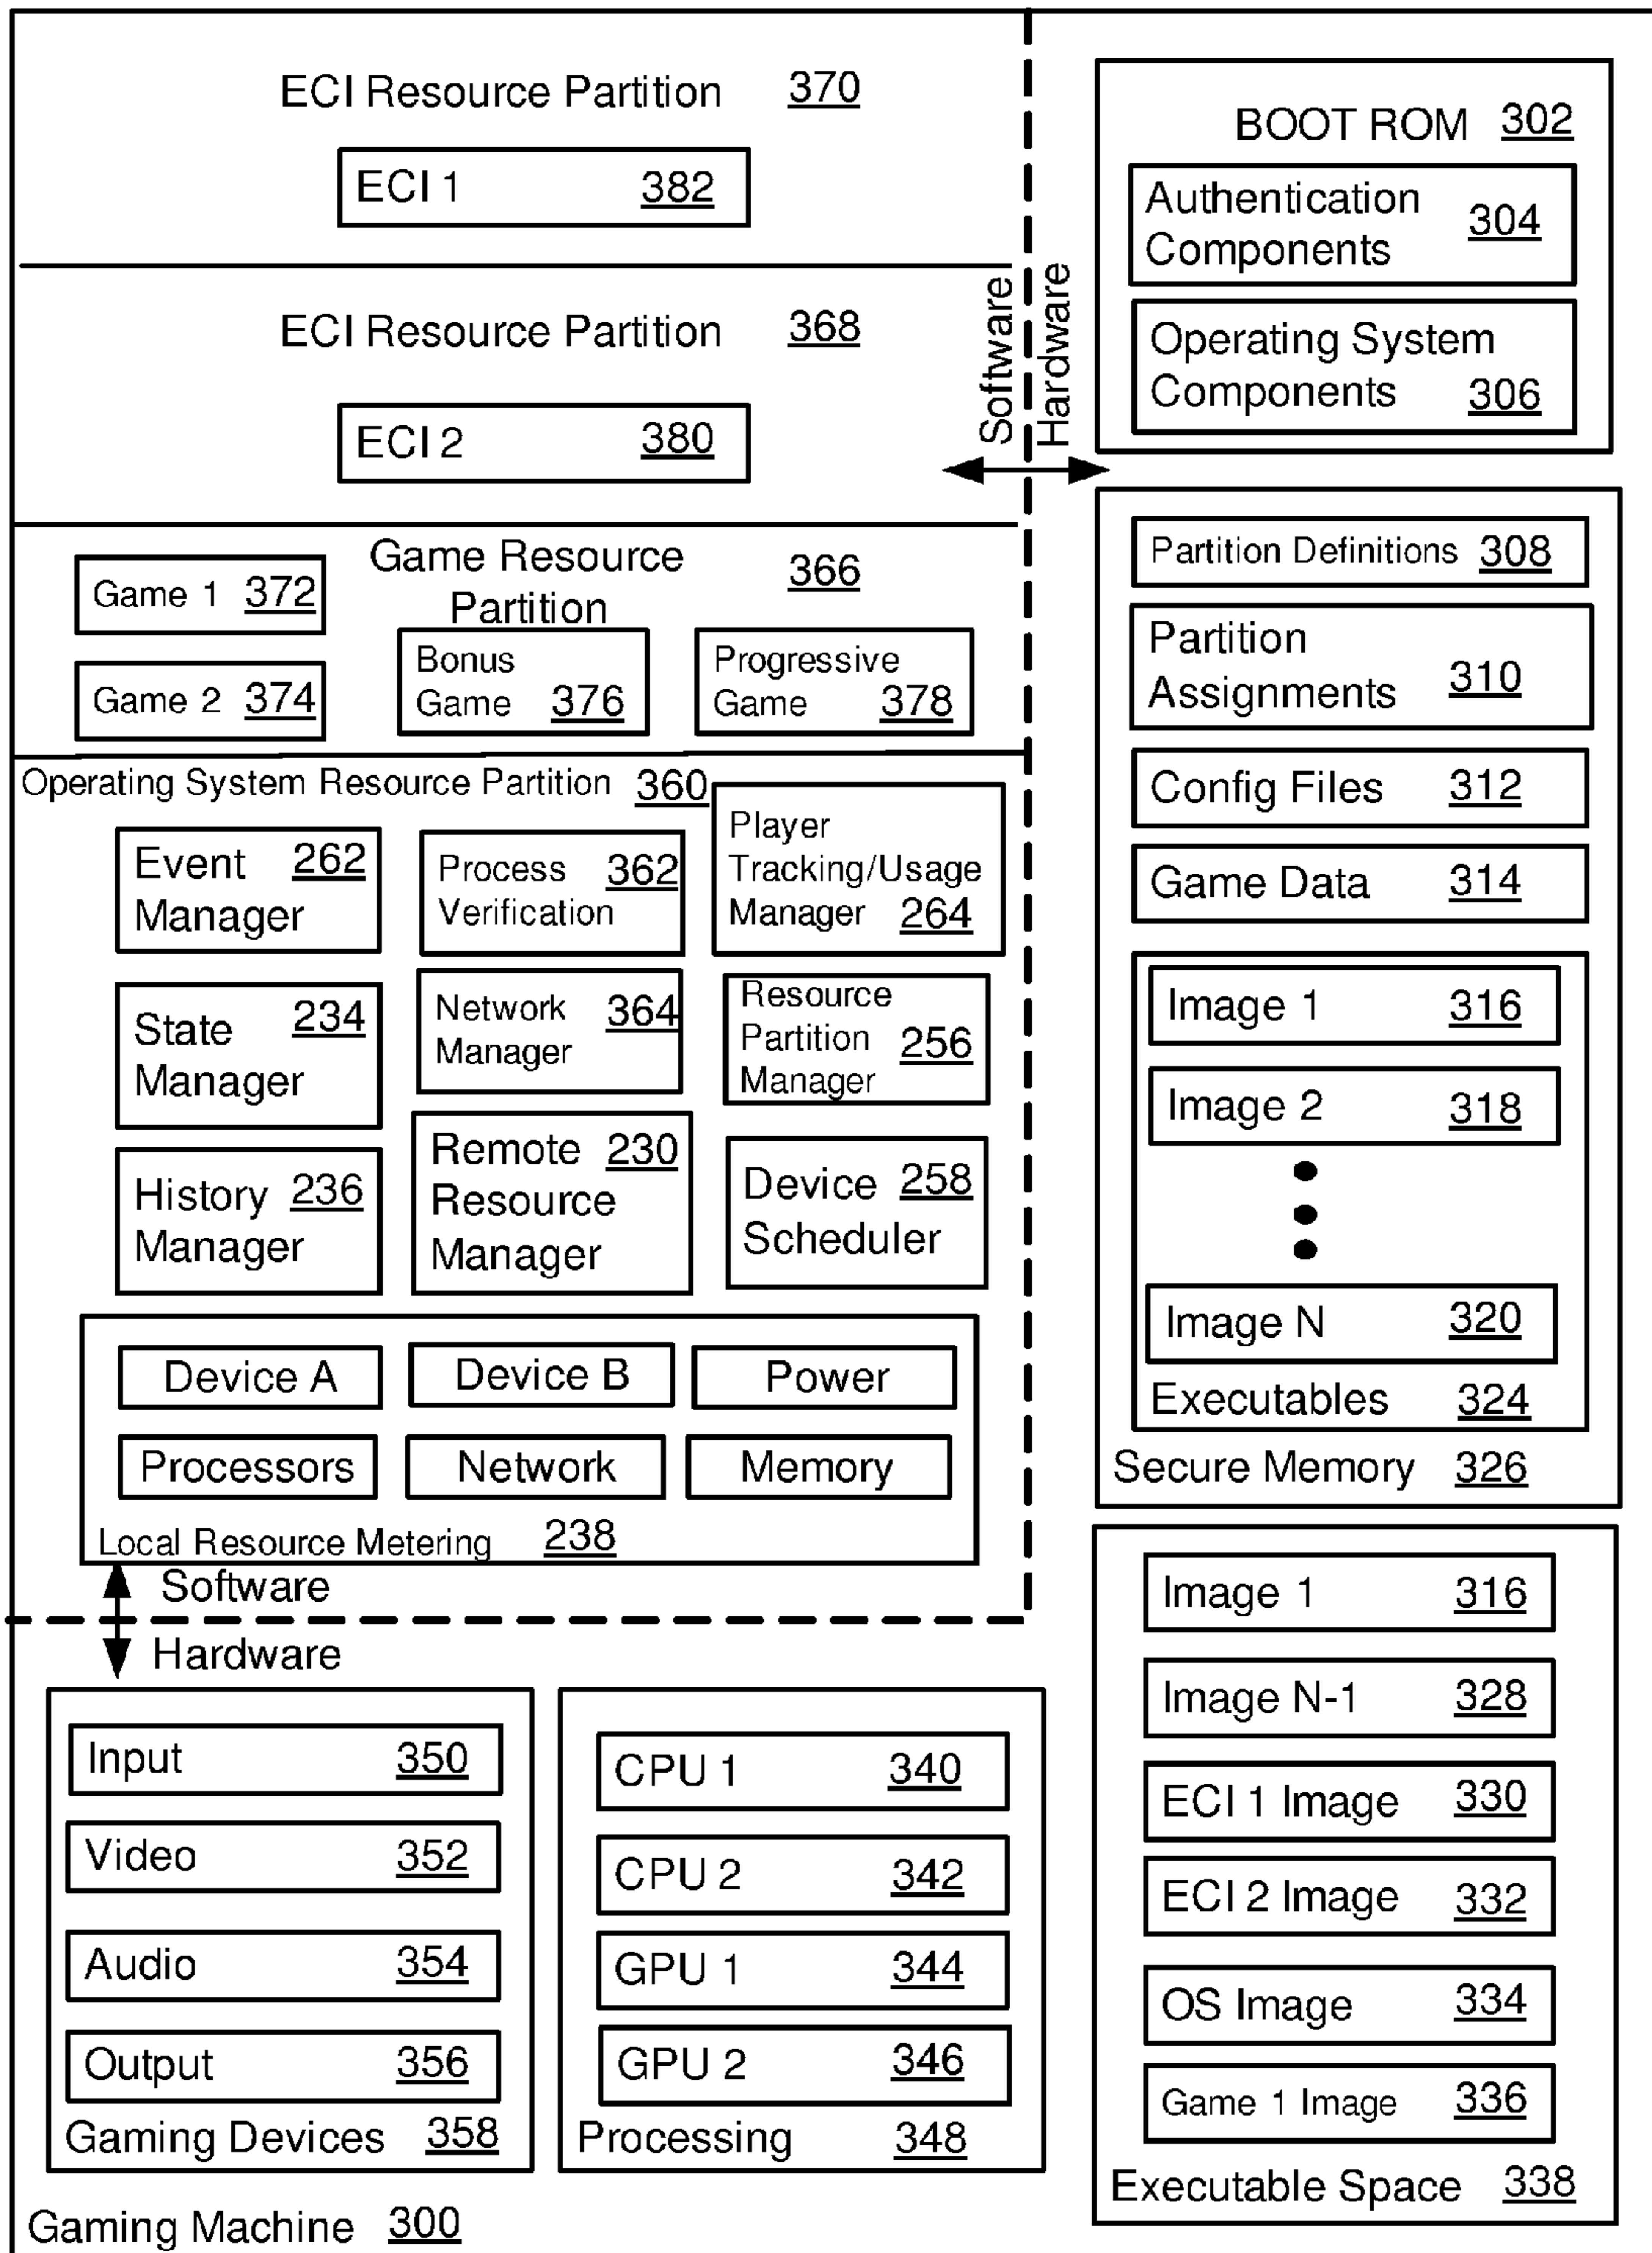 ECI Resource Partition 370
ECI 1 382
ECI Resource Partition 368
ECI 2 380
Software
Hardware
Game Resource
Partition
366
Game 1 372
Game 2 374
Bonus
Game 376
Progressive
Game 378
Operating System Resource Partition 360
Event 262
Manager
Process 362
Verification
Player
Tracking/Usage
Manager 264
State 234
Manager
Network 364
Manager
Resource
Partition 256
Manager
History 236
Manager
Remote 230
Resource
Manager
Device 258
Scheduler
Device A
Device B
Power
Processors
Network
Memory
Local Resource Metering 238
Software
Hardware
Input 350
Video 352
Audio 354
Output 356
Gaming Devices 358
CPU 1 340
CPU 2 342
GPU 1 344
GPU 2 346
Processing 348
Gaming Machine 300
BOOT ROM 302
Authentication
Components 304
Operating System
Components 306
Partition Definitions 308
Partition
Assignments 310
Config Files 312
Game Data 314
Image 1 316
Image 2 318
Image N 320
Executables 324
Secure Memory 326
Image 1 316
Image N-1 328
ECI 1 Image 330
ECI 2 Image 332
OS Image 334
Game 1 Image 336
Executable Space 338